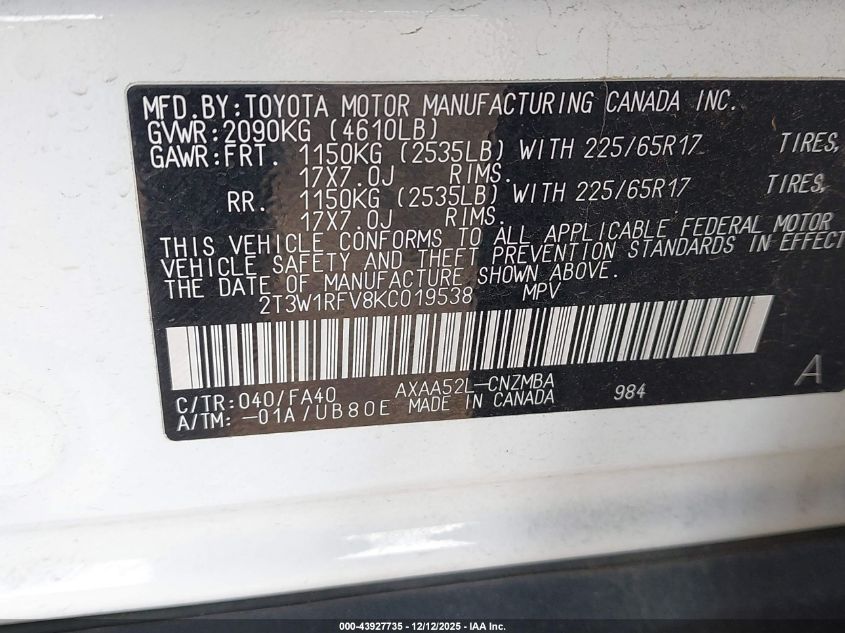 MFD.BY:TOYOTA MOTOR MANUFACTURING CANADA INC.
GVWR:2090KG (4610LB)
GAWR:FRT. 1150KG (2535LB) WITH 225/65R17 TIRES,
17X7.0J RIMS.
RR. 1150KG (2535LB) WITH 225/65R17 TIRES,
17X7.0J RIMS.
THIS VEHICLE CONFORMS TO ALL APPLICABLE FEDERAL MOTOR
VEHICLE SAFETY AND THEFT PREVENTION STANDARDS IN EFFECT
THE DATE OF MANUFACTURE SHOWN ABOVE.
2T3W1RFV8KC019538 MPV
C/TR:040/FA40 AXAA52L-CNZMBA 984 A
A/TM:-01A/UB80E MADE IN CANADA
000-43927735 - 12/12/2025 - IAA Inc.